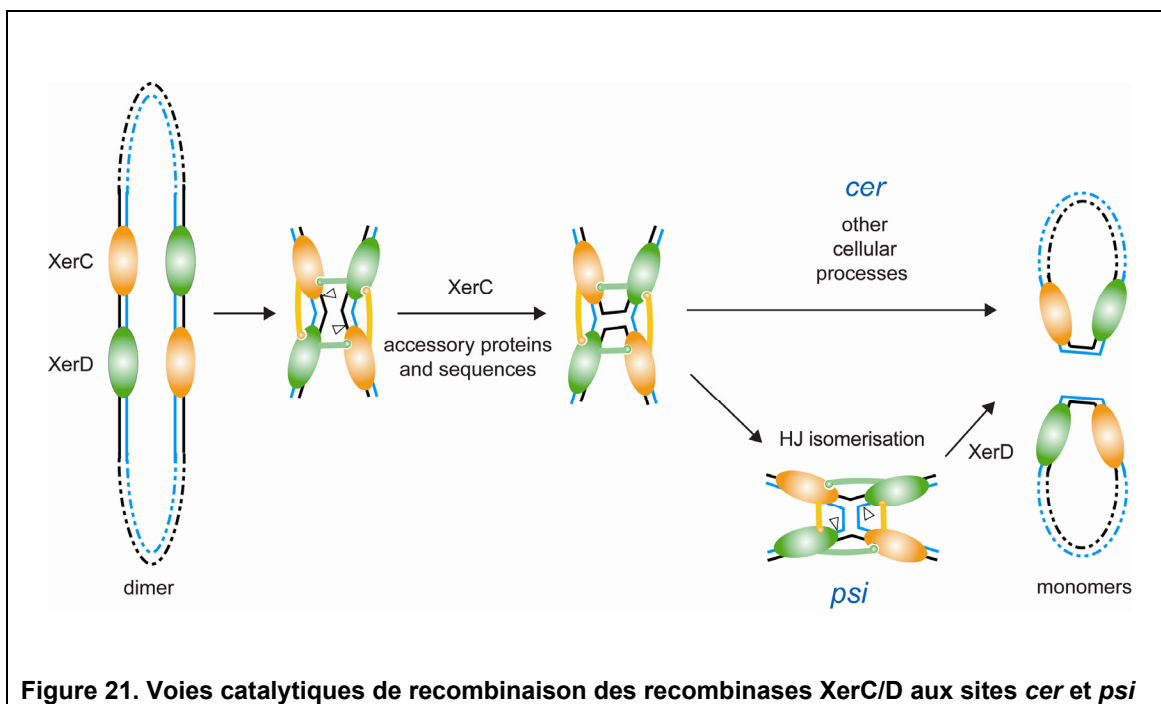 XerC
XerD
dimer
XerC
accessory proteins
and sequences
cer
other
cellular
processes
HJ isomerisation
XerD
psi
monomers
Figure 21. Voies catalytiques de recombinaison des recombinases XerC/D aux sites cer et psi